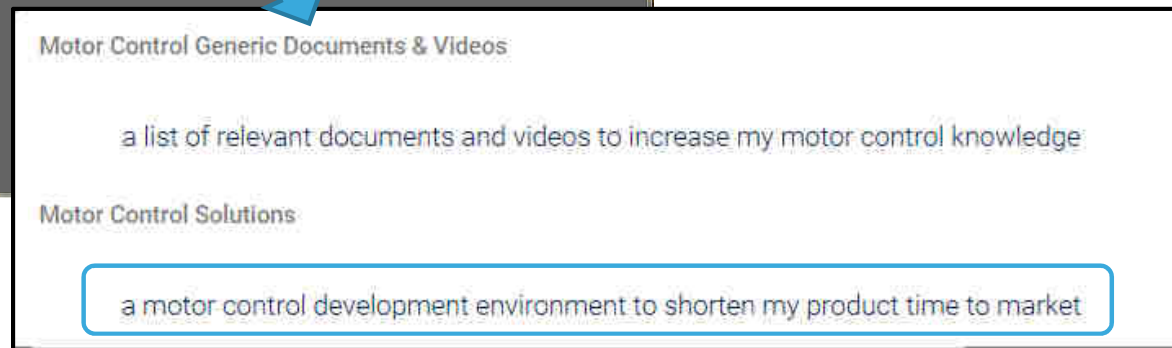 Motor Control Generic Documents & Videos
a list of relevant documents and videos to increase my motor control knowledge
Motor Control Solutions
a motor control development environment to shorten my product time to market